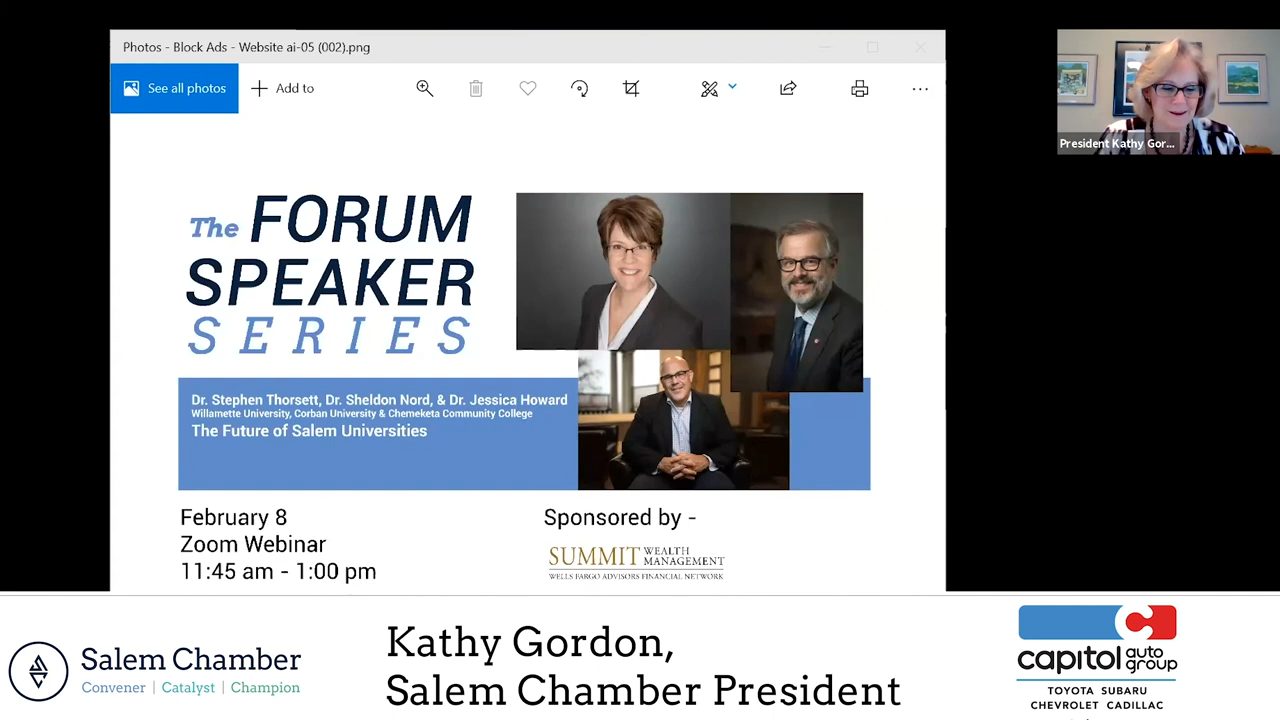 Photos - Block Ads - Website ai-05 (002).png
See all photos
Add to
President Kathy Gor...
The FORUM
SPEAKER
SERIES
Dr. Stephen Thorsett, Dr. Sheldon Nord, & Dr. Jessica Howard
Willamette University, Corban University & Chemeketa Community College
The Future of Salem Universities
February 8
Zoom Webinar
11:45 am - 1:00 pm
Sponsored by -
SUMMIT WEALTH MANAGEMENT
WELLS FARGO ADVISORS FINANCIAL NETWORK
Salem Chamber
Convener | Catalyst | Champion
Kathy Gordon,
Salem Chamber President
capitol auto group
TOYOTA SUBARU
CHEVROLET CADILLAC